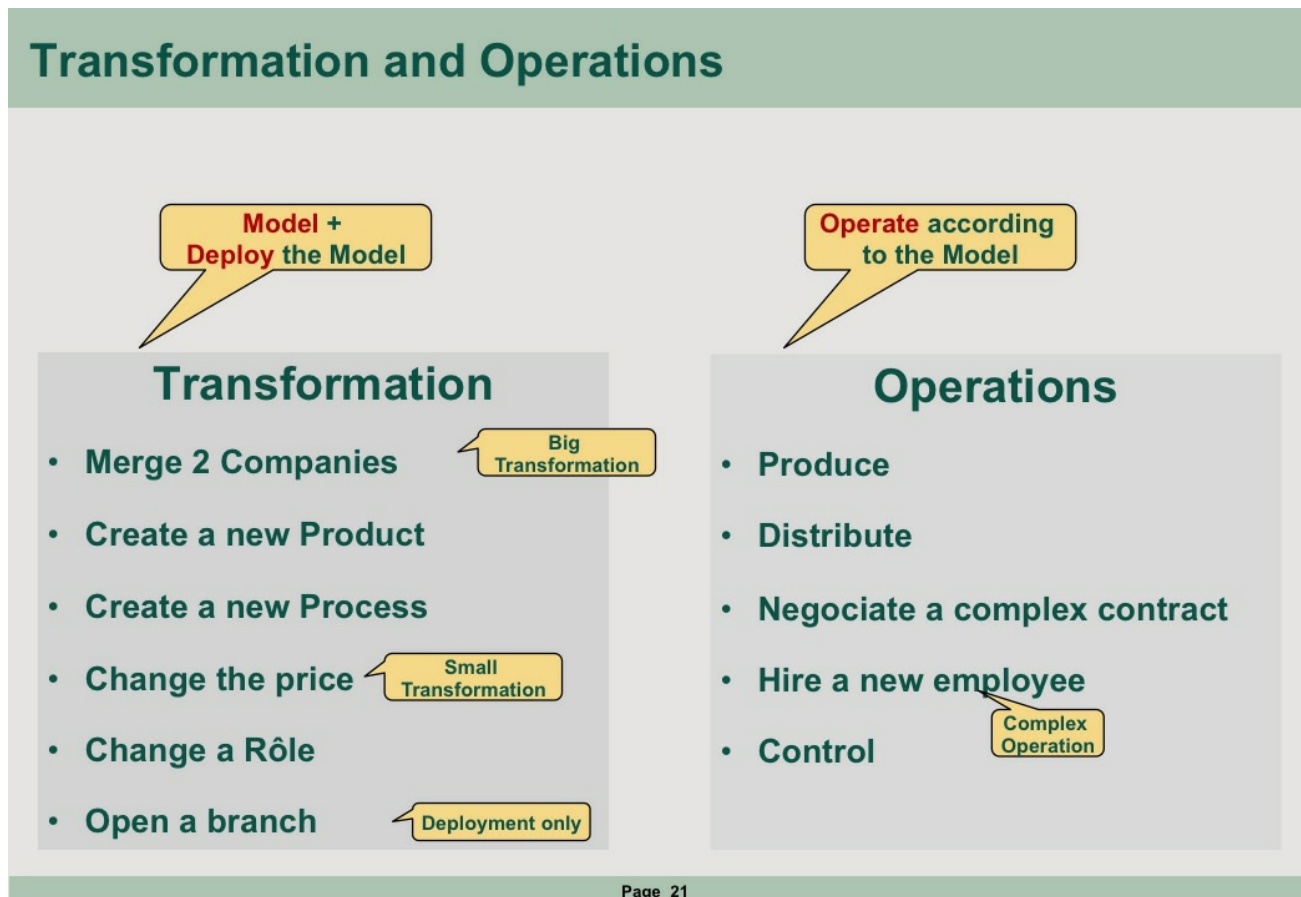 Transformation and Operations
Model +
Deploy the Model
Operate according
to the Model
Transformation
• Merge 2 Companies
Big
Transformation
• Create a new Product
• Create a new Process
• Change the price
Small
Transformation
• Change a Rôle
• Open a branch
Deployment only
Operations
• Produce
• Distribute
• Negociate a complex contract
• Hire a new employee
Complex
Operation
• Control
Page 21